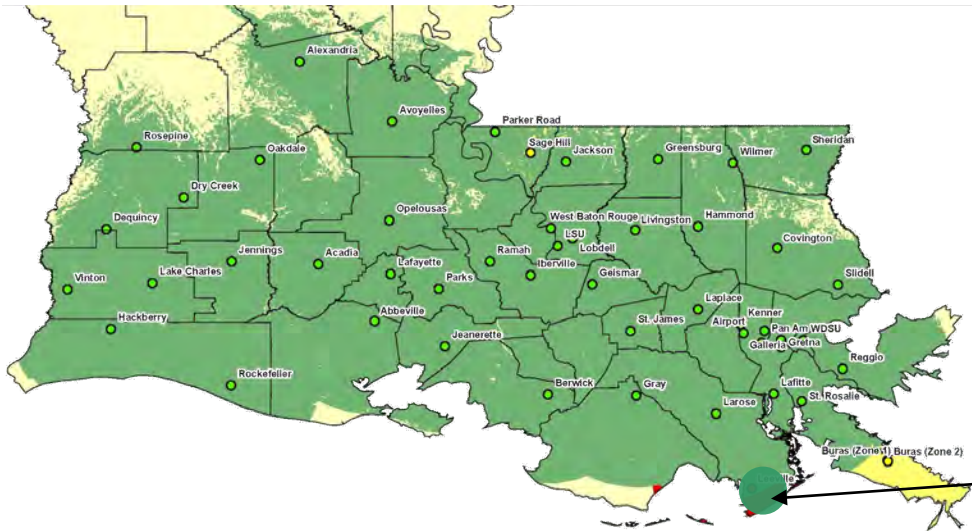 Alexandria
Avoyelles
Parker Road
Rosepine
Sage Hill
Oakdale
Jackson
Greensburg
Wilmer
Sheridan
Dry Creek
Dequincy
Opelousas
West Baton Rouge
Livingston
Hammond
LSU
Lobdell
Covington
Jennings
Acadia
Lafayette
Ramah
Iberville
Geismar
Vinton
Lake Charles
Parks
Slidell
Hackberry
Abbeville
Laplace
St. James
Airport
Kenner
Pan Am WDSU
Galleria
Gretna
Jeanerette
Reggio
Rockefeller
Berwick
Gray
Larose
Lafitte
St. Rosalie
Buras (Zone 1)
Buras (Zone 2)